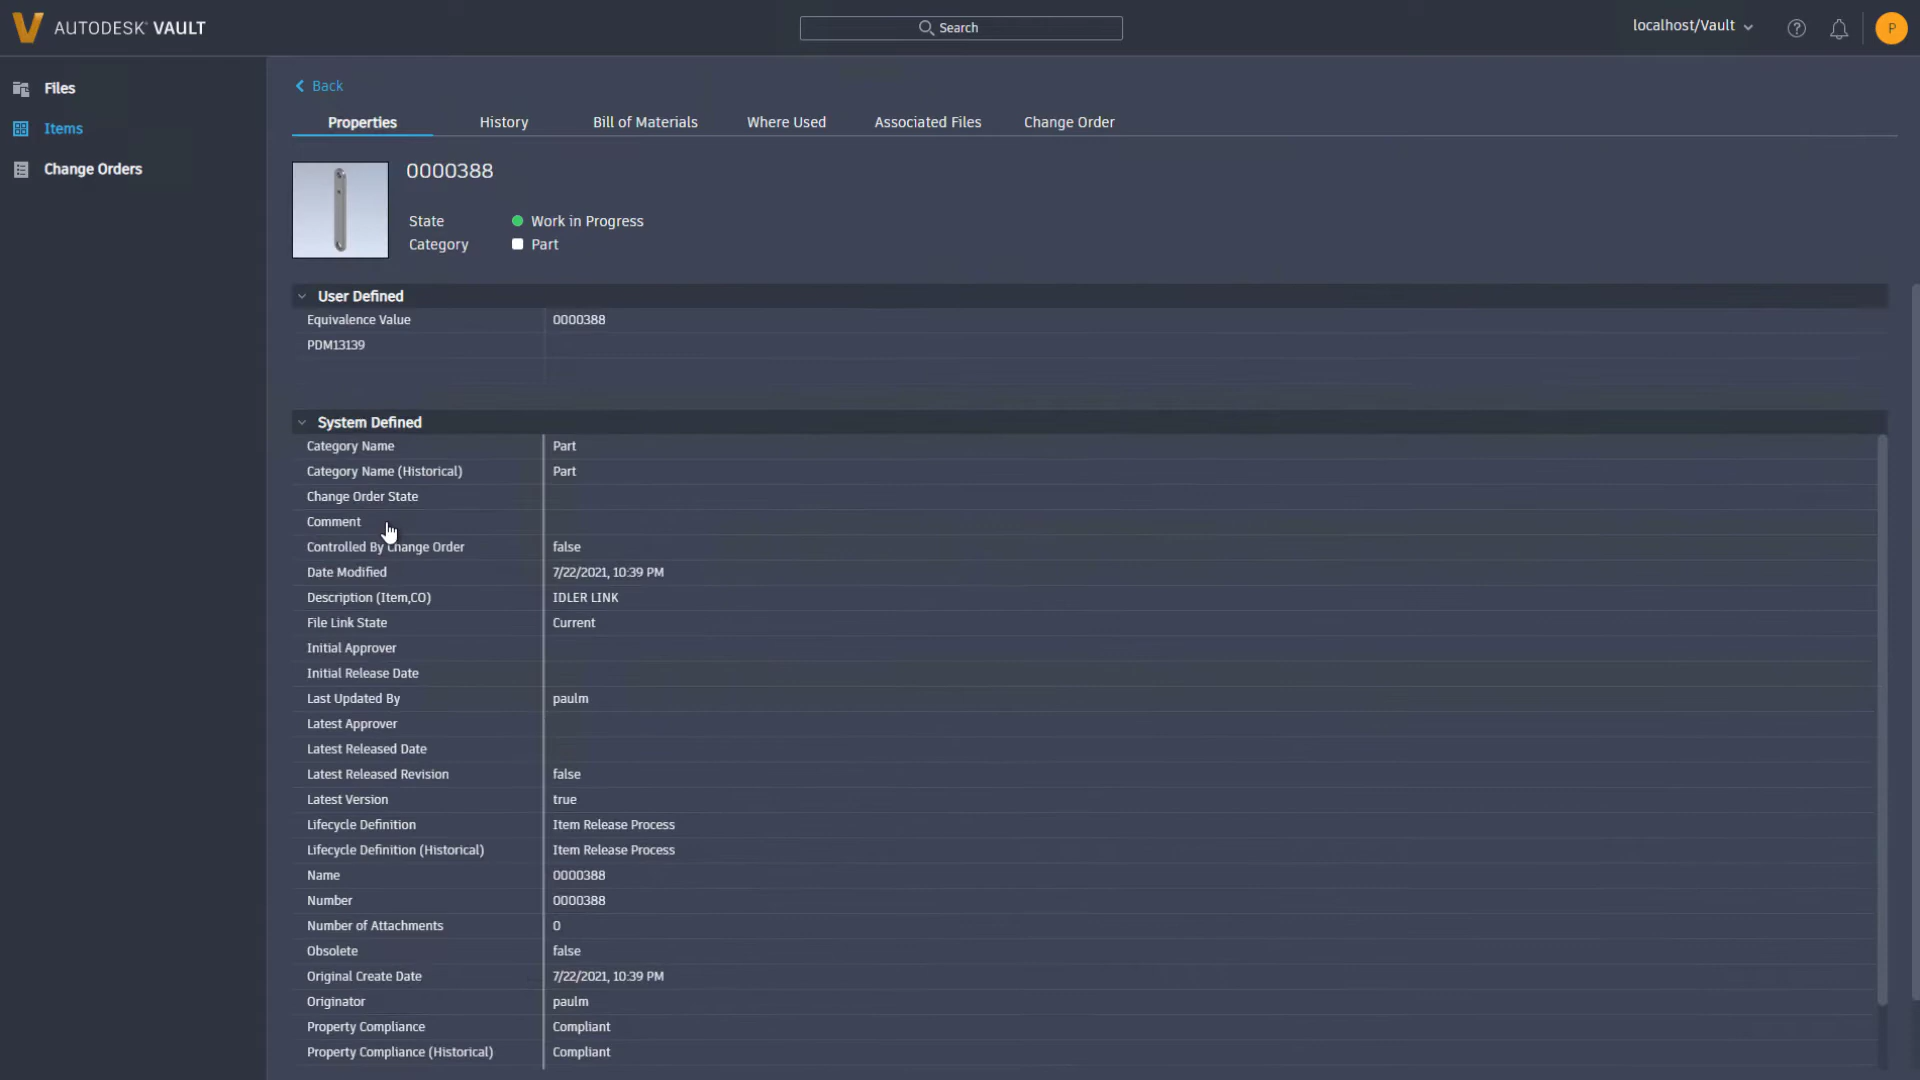 AUTODESK® VAULT
Search
localhost/Vault
P
Files
Items
Change Orders
Back
Properties History Bill of Materials Where Used Associated Files Change Order
0000388
State Work in Progress
Category Part
User Defined
Equivalence Value 0000388
PDM13139
System Defined
Category Name Part
Category Name (Historical) Part
Change Order State
Comment
Controlled By Change Order false
Date Modified 7/22/2021, 10:39 PM
Description (Item,CO) IDLER LINK
File Link State Current
Initial Approver
Initial Release Date
Last Updated By paulm
Latest Approver
Latest Released Date
Latest Released Revision false
Latest Version true
Lifecycle Definition Item Release Process
Lifecycle Definition (Historical) Item Release Process
Name 0000388
Number 0000388
Number of Attachments 0
Obsolete false
Original Create Date 7/22/2021, 10:39 PM
Originator paulm
Property Compliance Compliant
Property Compliance (Historical) Compliant